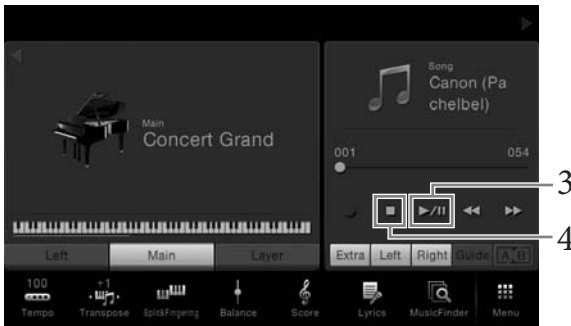 Main
Concert Grand
Song
Canon (Pa
chelbel)
001 054
3
4
Left Main Layer
Extra Left Right Guide A B
100
Tempo
+1
Transpose
Split&Fingering
Balance
Score
Lyrics
MusicFinder
Menu